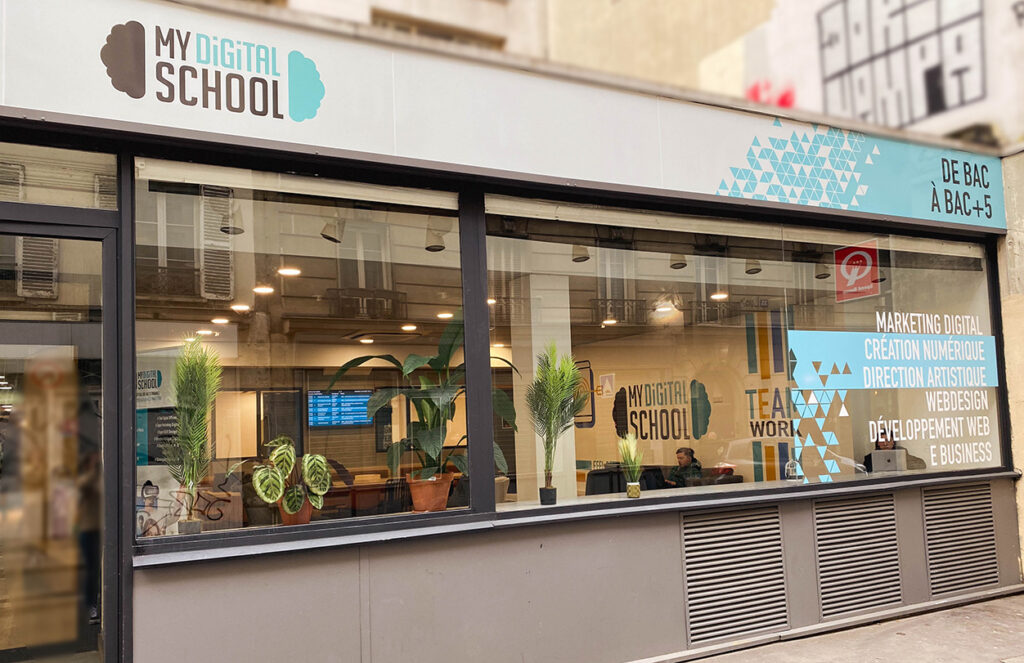 MY DiGiTAL
SCHOOL
DE BAC
À BAC+5
MARKETING DIGITAL
CRÉATION NUMÉRIQUE
DIRECTION ARTISTIQUE
WEBDESIGN
DÉVELOPPEMENT WEB
E BUSINESS
MY DiGiTAL
SCHOOL
TEAM
WORK
SCHOOL